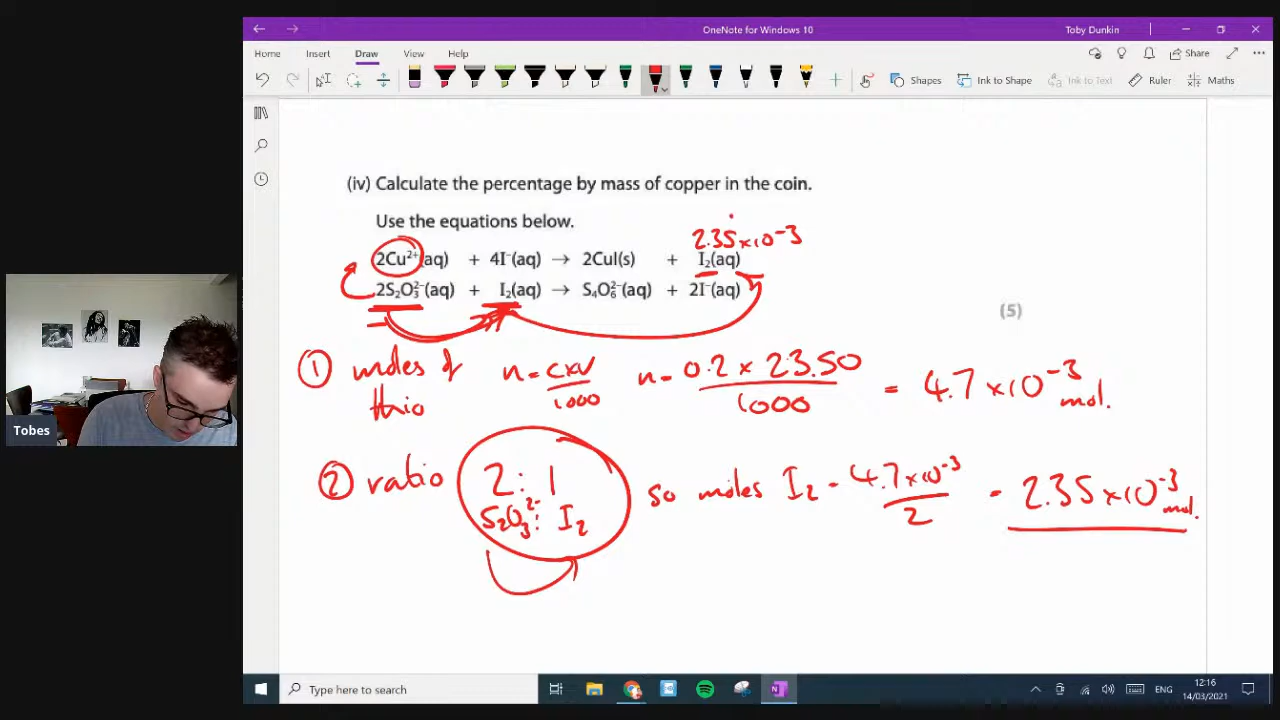 OneNote for Windows 10
Toby Dunkin
Home Insert Draw View Help
Share
Shapes Ink to Shape Ink to Text Ruler Maths
(iv) Calculate the percentage by mass of copper in the coin.
Use the equations below.
2.35 × 10⁻³
2Cu²⁺(aq) + 4I⁻(aq) → 2CuI(s) + I₂(aq)
2S₂O₃²⁻(aq) + I₂(aq) → S₄O₆²⁻(aq) + 2I⁻(aq)
(5)
① moles of thio n = cxv/1000 n = 0.2 × 23.50/1000 = 4.7 × 10⁻³ mol.
② ratio 2 : 1 so moles I₂ = 4.7 × 10⁻³/2 = 2.35 × 10⁻³ mol.
S₂O₃²⁻ : I₂
Tobes
Type here to search
ENG
12:16
14/03/2021